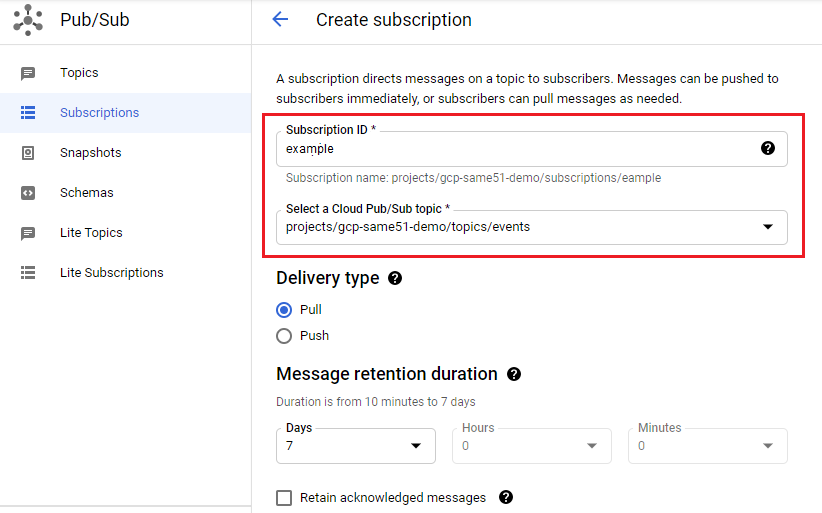 Pub/Sub
Create subscription
Topics
Subscriptions
Snapshots
Schemas
Lite Topics
Lite Subscriptions
A subscription directs messages on a topic to subscribers. Messages can be pushed to
subscribers immediately, or subscribers can pull messages as needed.
Subscription ID *
example
Subscription name: projects/gcp-same51-demo/subscriptions/eample
Select a Cloud Pub/Sub topic *
projects/gcp-same51-demo/topics/events
Delivery type
Pull
Push
Message retention duration
Duration is from 10 minutes to 7 days
Days Hours Minutes
7 0 0
Retain acknowledged messages